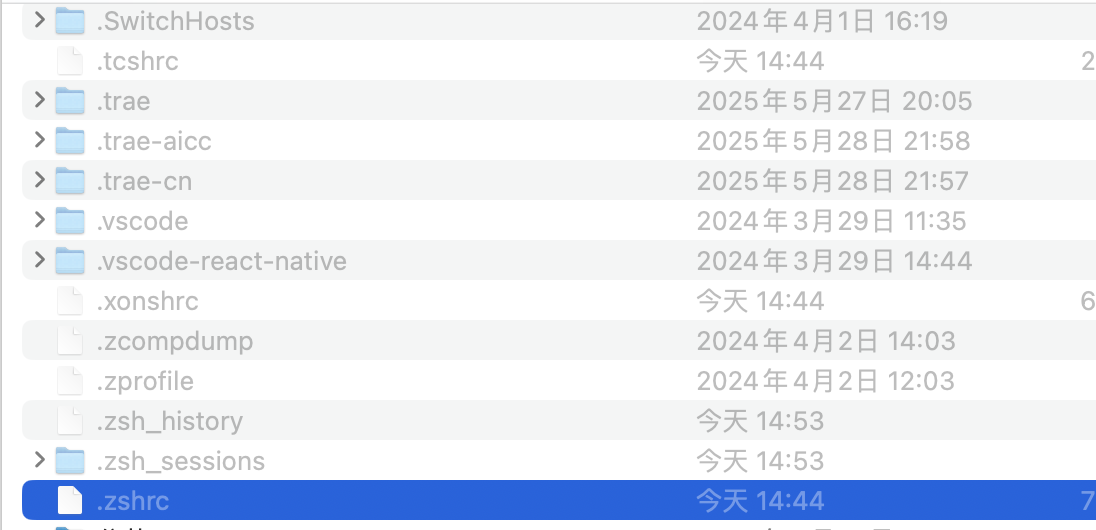 .SwitchHosts 2024年4月1日 16:19
.tcshrc 今天 14:44 2
.trae 2025年5月27日 20:05
.trae-aicc 2025年5月28日 21:58
.trae-cn 2025年5月28日 21:57
.vscode 2024年3月29日 11:35
.vscode-react-native 2024年3月29日 14:44
.xonshrc 今天 14:44 6
.zcompdump 2024年4月2日 14:03
.zprofile 2024年4月2日 12:03
.zsh_history 今天 14:53
.zsh_sessions 今天 14:53
.zshrc 今天 14:44 7